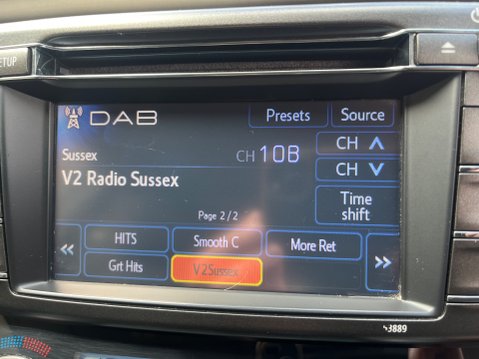 SETUP
DAB
Presets
Source
Sussex
CH 10B
CH
V2 Radio Sussex
CH
Page 2 / 2
Time
shift
HITS
Smooth C
More Ret
Grt Hits
V2Sussex